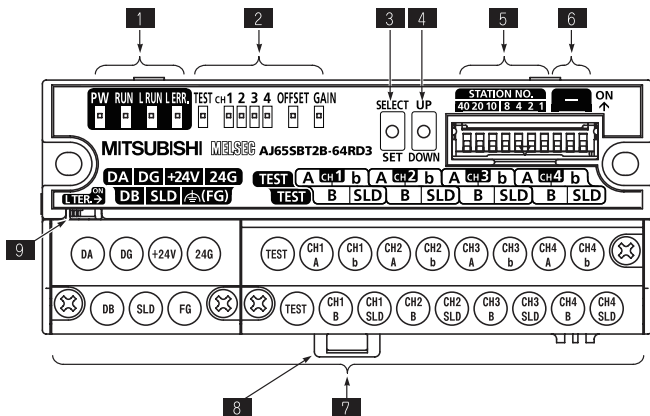 1 2 3 4 5 6
PW RUN L RUN L ERR. TEST CH 1 2 3 4 OFFSET GAIN SELECT UP STATION NO. — ON
40 20 10 8 4 2 1 ↑
MITSUBISHI MELSEC AJ65SBT2B-64RD3 SET DOWN
DA DG +24V 24G TEST A CH1 b A CH2 b A CH3 b A CH4 b
L TER. ON → DB SLD (FG) TEST B SLD B SLD B SLD B SLD
9
DA DG +24V 24G TEST CH1 A CH1 b CH2 A CH2 b CH3 A CH3 b CH4 A CH4 b
DB SLD FG TEST CH1 B CH1 SLD CH2 B CH2 SLD CH3 B CH3 SLD CH4 B CH4 SLD
8 7